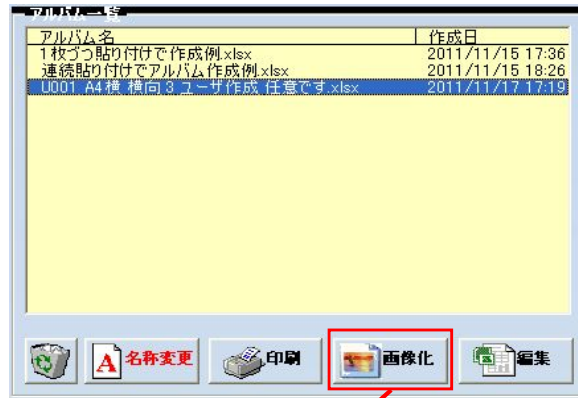 アルバム一覧
アルバム名 作成日
1枚づつ貼り付けで作成例.xlsx 2011/11/15 17:36
連続貼り付けでアルバム作成例.xlsx 2011/11/15 18:26
U001 A4横 横向 3 ユーザ作成 任意です.xlsx 2011/11/17 17:19
A 名称変更 印刷 画像化 編集